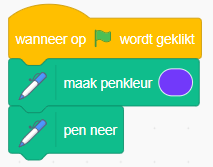 wanneer op wordt geklikt
maak penkleur
pen neer